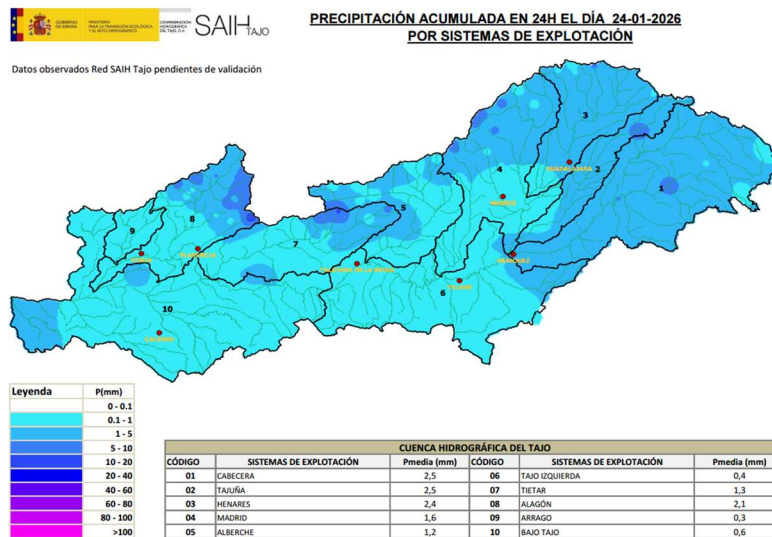 GOBIERNO DE ESPAÑA
MINISTERIO PARA LA TRANSICIÓN ECOLÓGICA Y EL RETO DEMOGRÁFICO
CONFEDERACIÓN HIDROGRÁFICA DEL TAJO, O.A.
SAIH TAJO
PRECIPITACIÓN ACUMULADA EN 24H EL DÍA 24-01-2026
POR SISTEMAS DE EXPLOTACIÓN
Datos observados Red SAIH Tajo pendientes de validación
3
GUADALAJARA
4
2
1
MADRID
5
8
9
7
ARANJUEZ
TALAVERA DE LA REINA
TOLEDO
6
10
CÁCERES
Leyenda P(mm)
0 - 0.1
0.1 - 1
1 - 5
5 - 10
10 - 20
20 - 40
40 - 60
60 - 80
80 - 100
>100
CUENCA HIDROGRÁFICA DEL TAJO
CÓDIGO SISTEMAS DE EXPLOTACIÓN Pmedia (mm) CÓDIGO SISTEMAS DE EXPLOTACIÓN Pmedia (mm)
01 CABECERA 2,5 06 TAJO IZQUIERDA 0,4
02 TAJUÑA 2,5 07 TIETAR 1,3
03 HENARES 2,4 08 ALAGÓN 2,1
04 MADRID 1,6 09 ARRAGO 0,3
05 ALBERCHE 1,2 10 BAJO TAJO 0,6